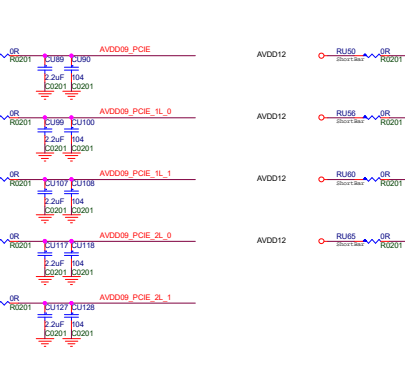 0R AVDD09_PCIE AVDD12 RU50 0R
R0201 CU89 CU90 ShortBar R0201
2.2uF 104
C0201 C0201
0R AVDD09_PCIE_1L_0 AVDD12 RU56 0R
R0201 CU99 CU100 ShortBar R0201
2.2uF 104
C0201 C0201
0R AVDD09_PCIE_1L_1 AVDD12 RU60 0R
R0201 CU107 CU108 ShortBar R0201
2.2uF 104
C0201 C0201
0R AVDD09_PCIE_2L_0 AVDD12 RU65 0R
R0201 CU117 CU118 ShortBar R0201
2.2uF 104
C0201 C0201
0R AVDD09_PCIE_2L_1
R0201 CU127 CU128
2.2uF 104
C0201 C0201